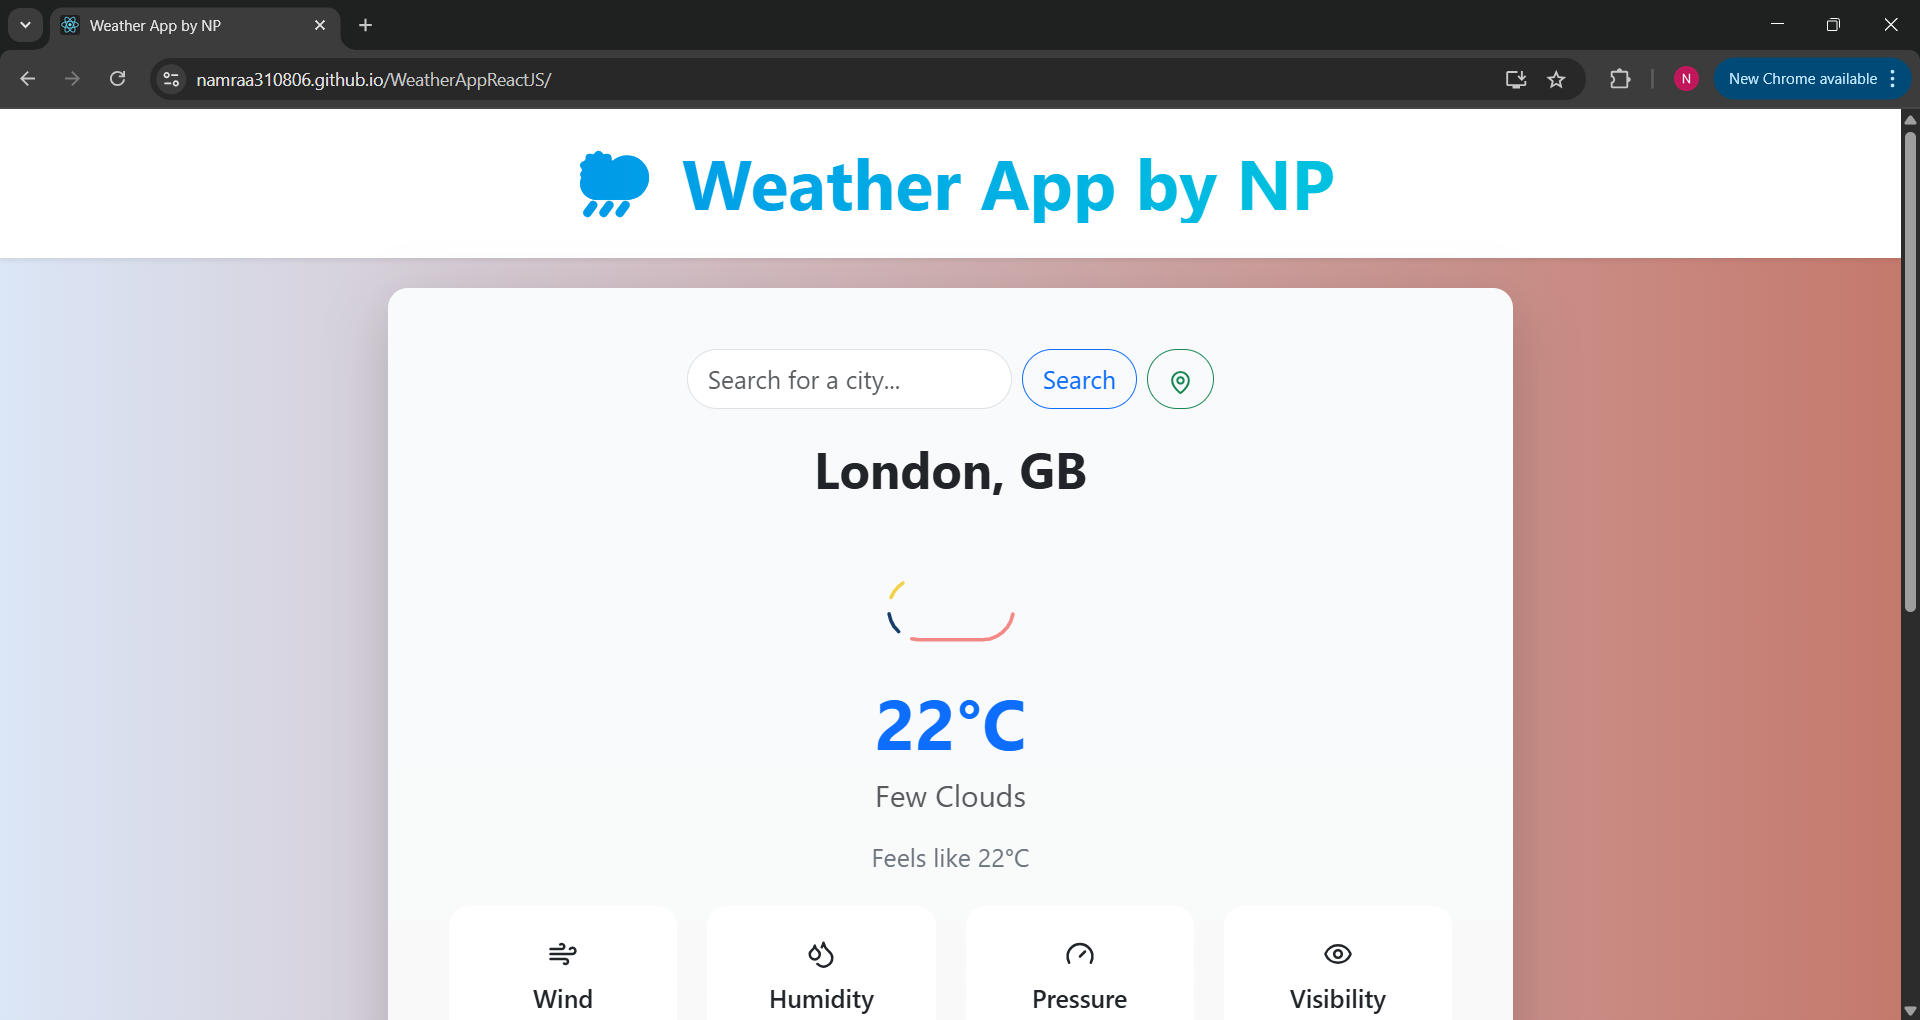 Weather App by NP
namraa310806.github.io/WeatherAppReactJS/
N
New Chrome available
Weather App by NP
Search for a city...
Search
London, GB
22°C
Few Clouds
Feels like 22°C
Wind
Humidity
Pressure
Visibility